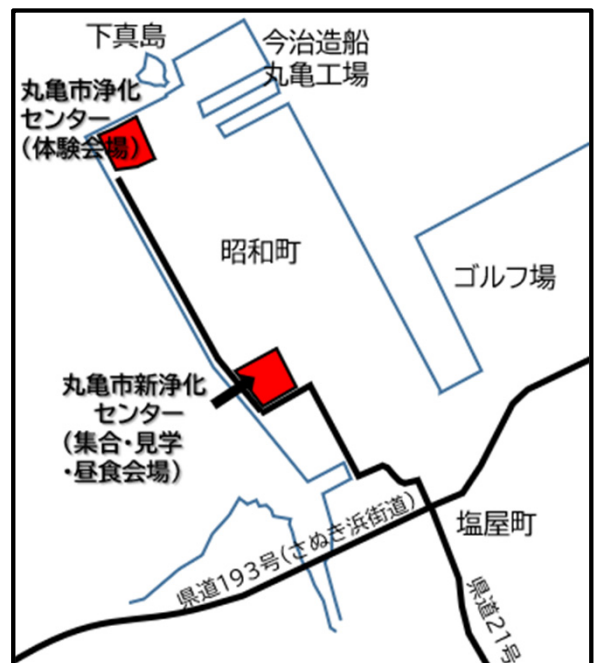 下真島
今治造船
丸亀工場
丸亀市浄化
センター
（体験会場）
昭和町
ゴルフ場
丸亀市新浄化
センター
（集合・見学
・昼食会場）
塩屋町
県道193号（さぬき浜街道）
県道21号